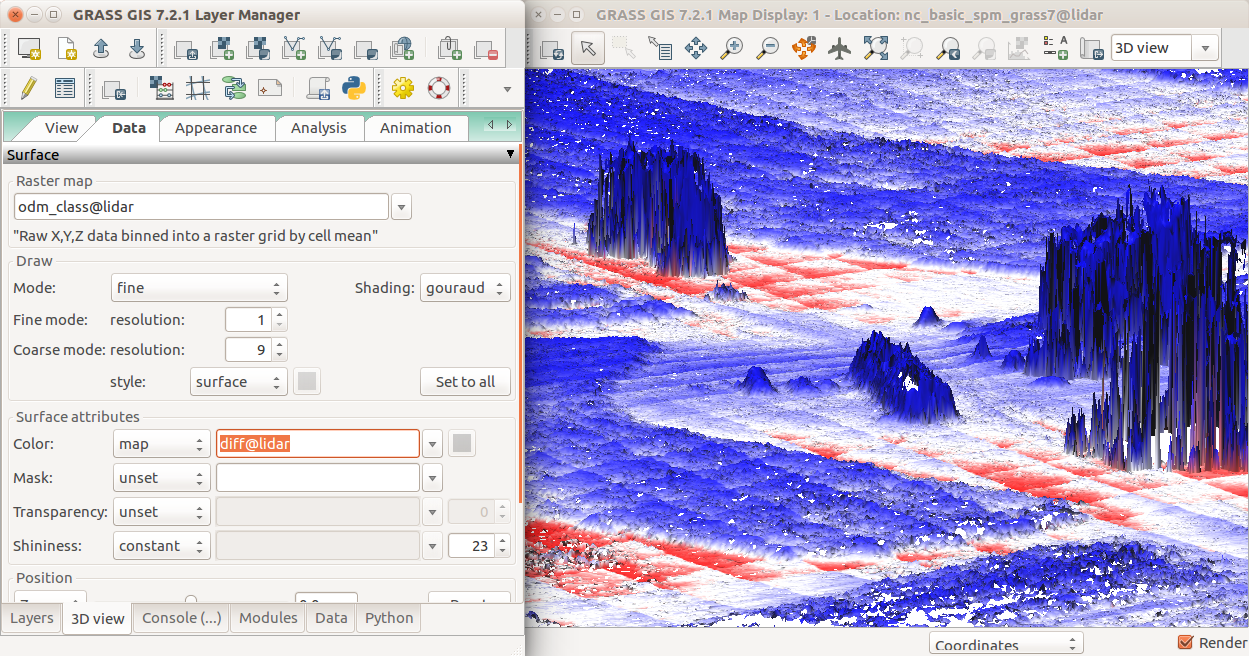 GRASS GIS 7.2.1 Layer Manager
GRASS GIS 7.2.1 Map Display: 1 - Location: nc_basic_spm_grass7@lidar
3D view
View Data Appearance Analysis Animation
Surface
Raster map
odm_class@lidar
"Raw X,Y,Z data binned into a raster grid by cell mean"
Draw
Mode: fine Shading: gouraud
Fine mode: resolution: 1
Coarse mode: resolution: 9
style: surface Set to all
Surface attributes
Color: map diff@lidar
Mask: unset
Transparency: unset 0
Shininess: constant 23
Position
Layers 3D view Console (...) Modules Data Python
Coordinates Render